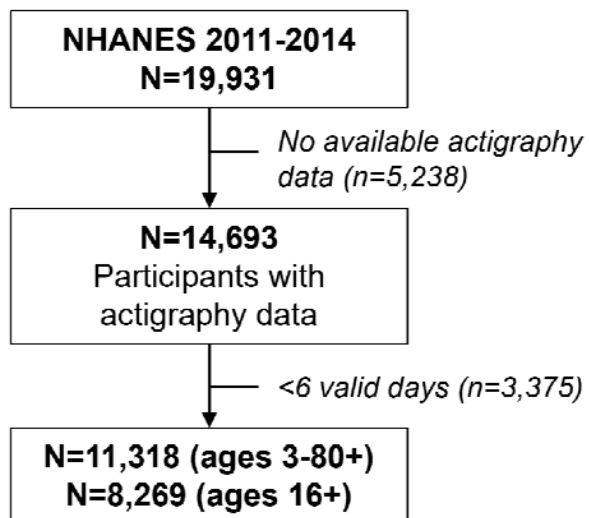 NHANES 2011-2014
N=19,931
No available actigraphy
data (n=5,238)
N=14,693
Participants with
actigraphy data
<6 valid days (n=3,375)
N=11,318 (ages 3-80+)
N=8,269 (ages 16+)